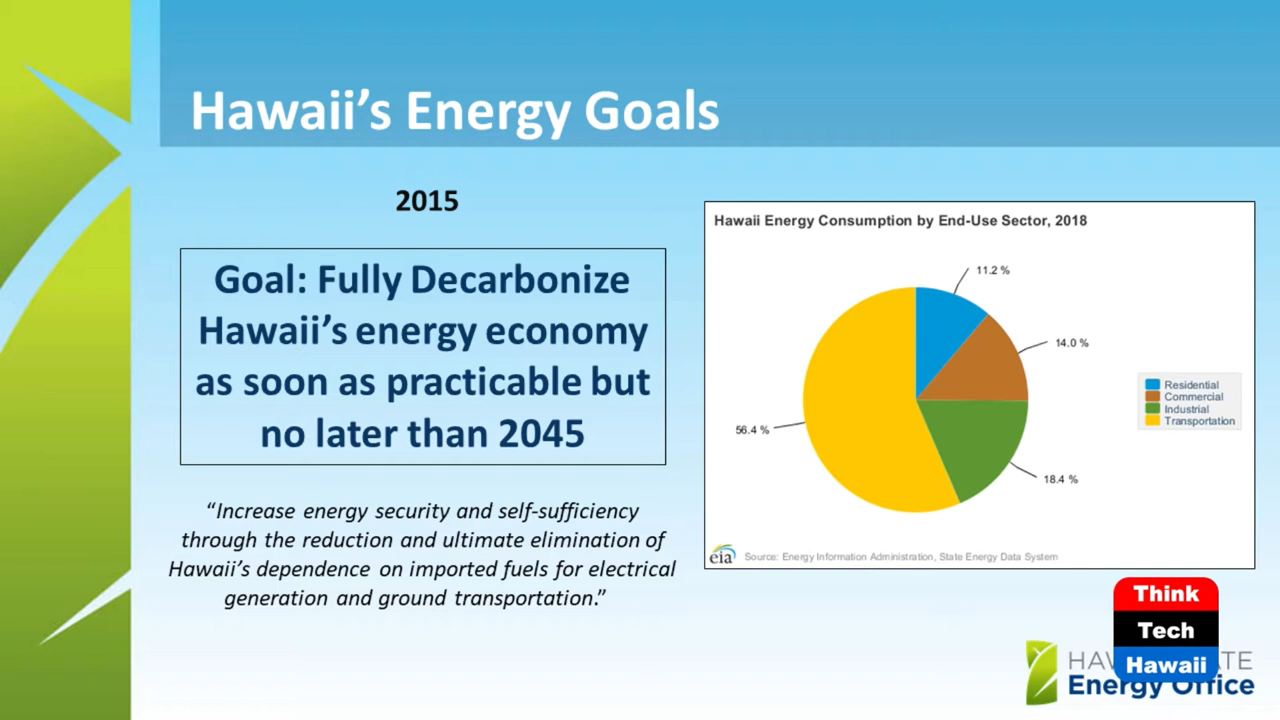 Hawaii’s Energy Goals
2015
Goal: Fully Decarbonize
Hawaii’s energy economy
as soon as practicable but
no later than 2045
“Increase energy security and self-sufficiency
through the reduction and ultimate elimination of
Hawaii’s dependence on imported fuels for electrical
generation and ground transportation.”
Hawaii Energy Consumption by End-Use Sector, 2018
11.2 %
14.0 %
18.4 %
56.4 %
Residential
Commercial
Industrial
Transportation
eia Source: Energy Information Administration, State Energy Data System
Think
Tech
Hawaii
Energy Office